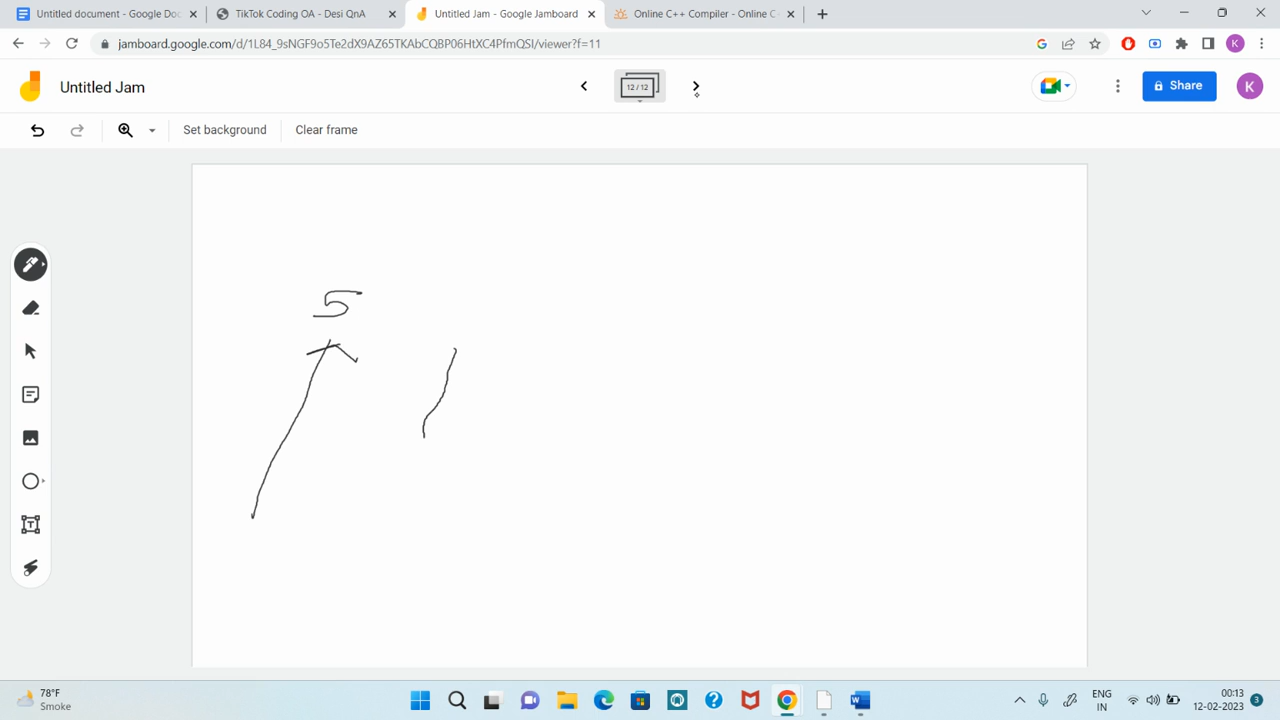 Untitled document - Google Doc
TikTok Coding OA - Desi QnA
Untitled Jam - Google Jamboard
Online C++ Compiler - Online C
jamboard.google.com/d/1L84_9sNGF9o5Te2dX9AZ65TKAbCQBP06HtXC4PfmQSI/viewer?f=11
K
Untitled Jam
12 / 12
Share
K
Set background
Clear frame
5
78°F
Smoke
ENG
IN
00:13
12-02-2023
3